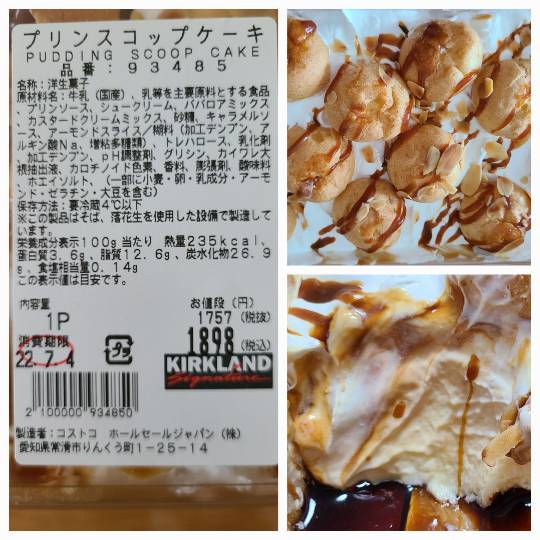 プリンスコップケーキ
PUDDING SCOOP CAKE
品番:93485
名称:洋生菓子
原材料名:牛乳(国産)、乳等を主要原料とする食品
、プリンソース、シュークリーム、ババロアミックス
、カスタードクリームミックス、砂糖、キャラメルソ
ース、アーモンドスライス/糊料(加工デンプン、ア
ルギン酸Na、増粘多糖類)、トレハロース、乳化剤
、加工デンプン、pH調整剤、グリシン、カイワレ大
根抽出液、カロチノイド色素、香料、膨張剤、酸味料
、ホエイソルト、(一部に小麦・卵・乳成分・アーモ
ンド・ゼラチン・大豆を含む)
保存方法:要冷蔵4℃以下
※この製品はそば、落花生を使用した設備で製造して
います。
栄養成分表示100g当たり 熱量235kcal、
蛋白質3.6g、脂質12.6g、炭水化物26.9
g、食塩相当量0.14g
この表示値は目安です。
内容量 お値段(円)
1P 1757(税抜)
消費期限 1898(税込)
22.7.4
KIRKLAND
Signature
2 100000 934850
製造者:コストコ ホールセールジャパン(株)
愛知県常滑市りんくう町1-25-14